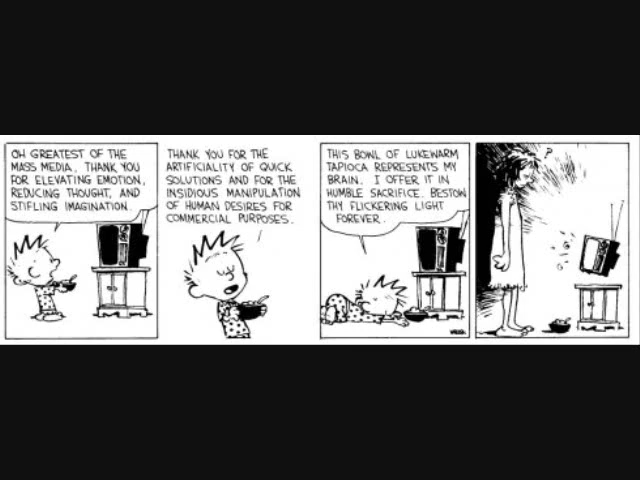 OH GREATEST OF THE
MASS MEDIA, THANK YOU
FOR ELEVATING EMOTION,
REDUCING THOUGHT, AND
STIFLING IMAGINATION.
THANK YOU FOR THE
ARTIFICIALITY OF QUICK
SOLUTIONS AND FOR THE
INSIDIOUS MANIPULATION
OF HUMAN DESIRES FOR
COMMERCIAL PURPOSES.
THIS BOWL OF LUKEWARM
TAPIOCA REPRESENTS MY
BRAIN. I OFFER IT IN
HUMBLE SACRIFICE. BESTOW
THY FLICKERING LIGHT
FOREVER.
?